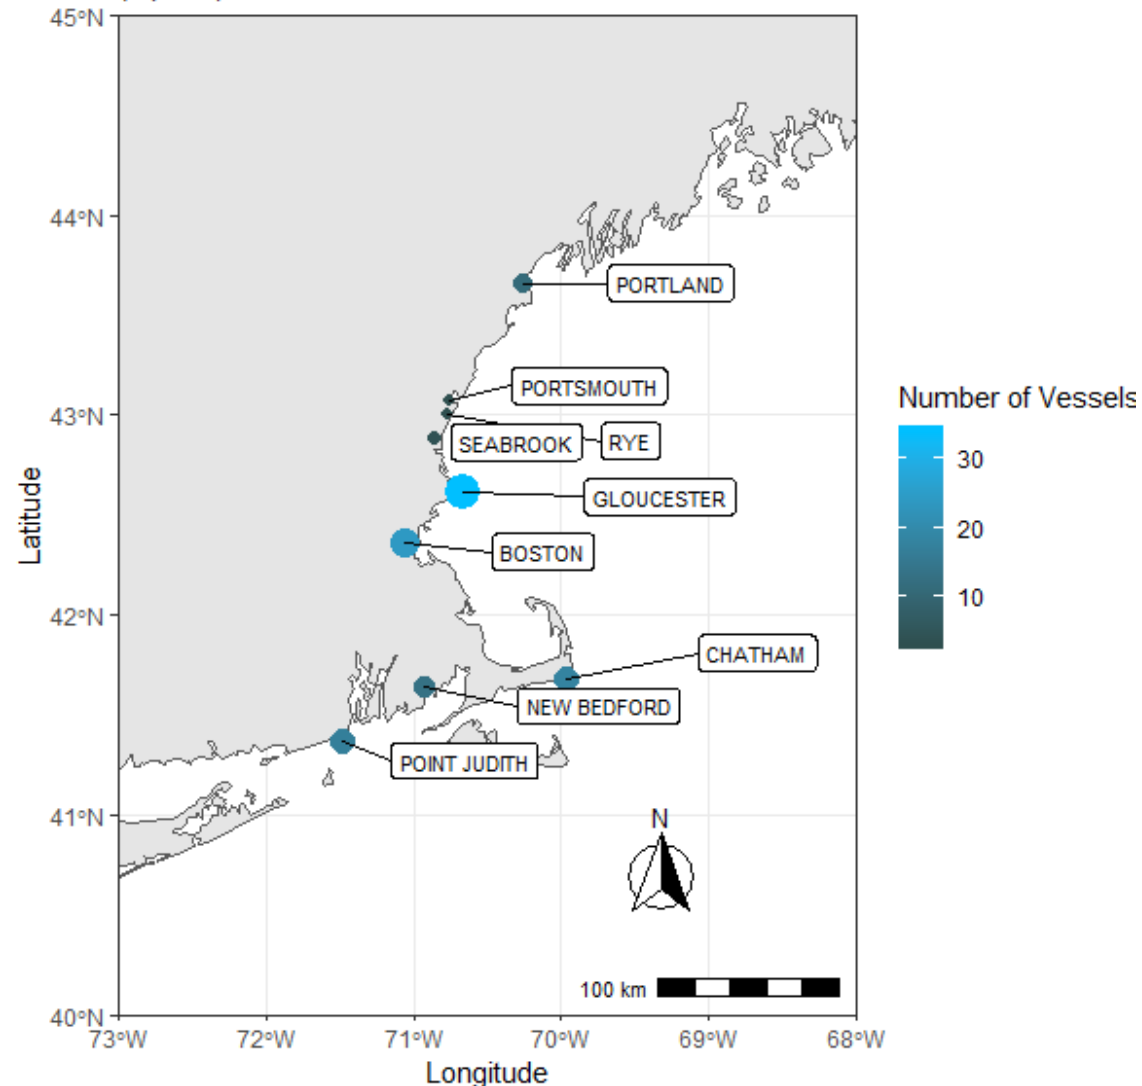 45°N
44°N
43°N
42°N
41°N
40°N
73°W
72°W
71°W
70°W
69°W
68°W
Latitude
Longitude
PORTLAND
PORTSMOUTH
SEABROOK
RYE
GLOUCESTER
BOSTON
CHATHAM
NEW BEDFORD
POINT JUDITH
N
100 km
Number of Vessels
30
20
10